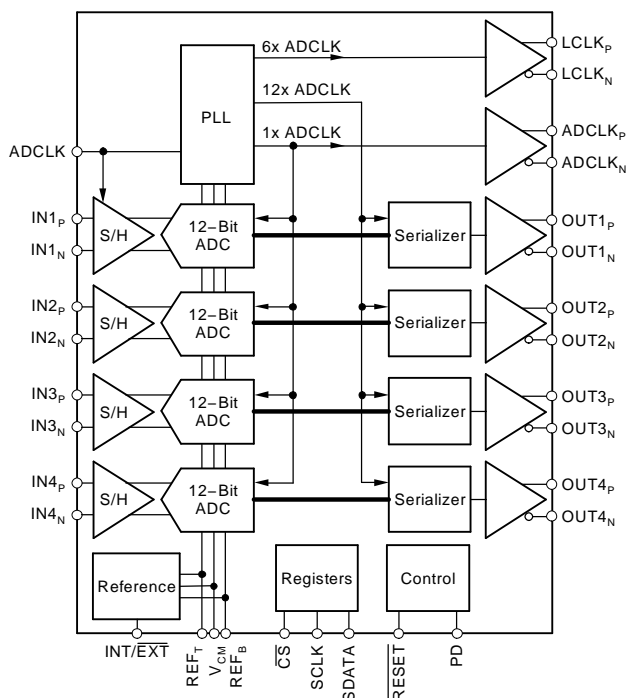 6x ADCLK
LCLKP
LCLKN
12x ADCLK
PLL
1x ADCLK
ADCLKP
ADCLKN
ADCLK
IN1P
IN1N
S/H
12–Bit
ADC
Serializer
OUT1P
OUT1N
IN2P
IN2N
S/H
12–Bit
ADC
Serializer
OUT2P
OUT2N
IN3P
IN3N
S/H
12–Bit
ADC
Serializer
OUT3P
OUT3N
IN4P
IN4N
S/H
12–Bit
ADC
Serializer
OUT4P
OUT4N
Reference
Registers
Control
INT/EXT
REFT
VCM
REFB
CS
SCLK
SDATA
RESET
PD